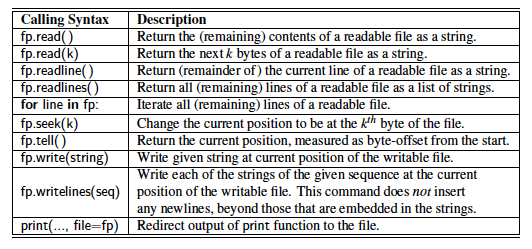 Calling Syntax Description
fp.read( ) Return the (remaining) contents of a readable file as a string.
fp.read(k) Return the next k bytes of a readable file as a string.
fp.readline( ) Return (remainder of ) the current line of a readable file as a string.
fp.readlines( ) Return all (remaining) lines of a readable file as a list of strings.
for line in fp: Iterate all (remaining) lines of a readable file.
fp.seek(k) Change the current position to be at the kth byte of the file.
fp.tell( ) Return the current position, measured as byte-offset from the start.
fp.write(string) Write given string at current position of the writable file.
fp.writelines(seq) Write each of the strings of the given sequence at the current
position of the writable file. This command does not insert
any newlines, beyond those that are embedded in the strings.
print(..., file=fp) Redirect output of print function to the file.